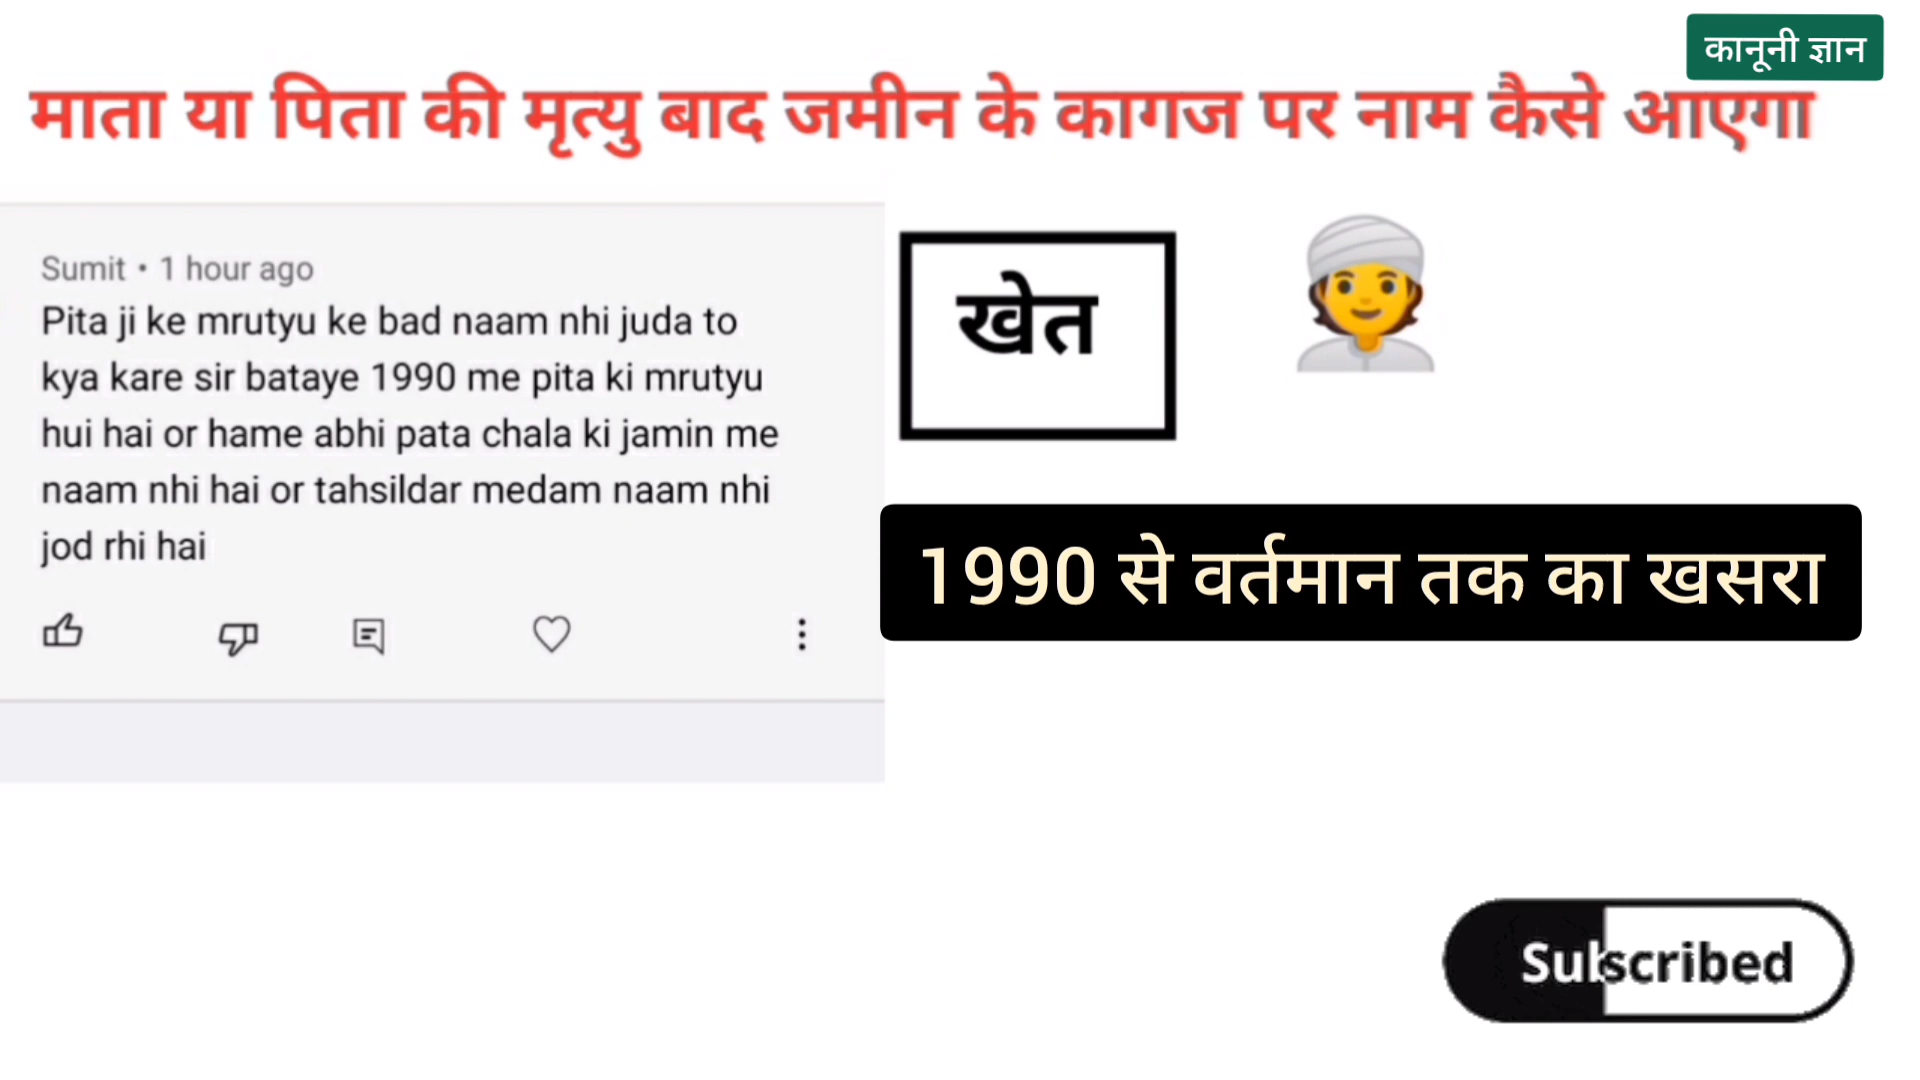 कानूनी ज्ञान
माता या पिता की मृत्यु बाद जमीन के कागज पर नाम कैसे आएगा
Sumit • 1 hour ago
Pita ji ke mrutyu ke bad naam nhi juda to
kya kare sir bataye 1990 me pita ki mrutyu
hui hai or hame abhi pata chala ki jamin me
naam nhi hai or tahsildar medam naam nhi
jod rhi hai
खेत
1990 से वर्तमान तक का खसरा